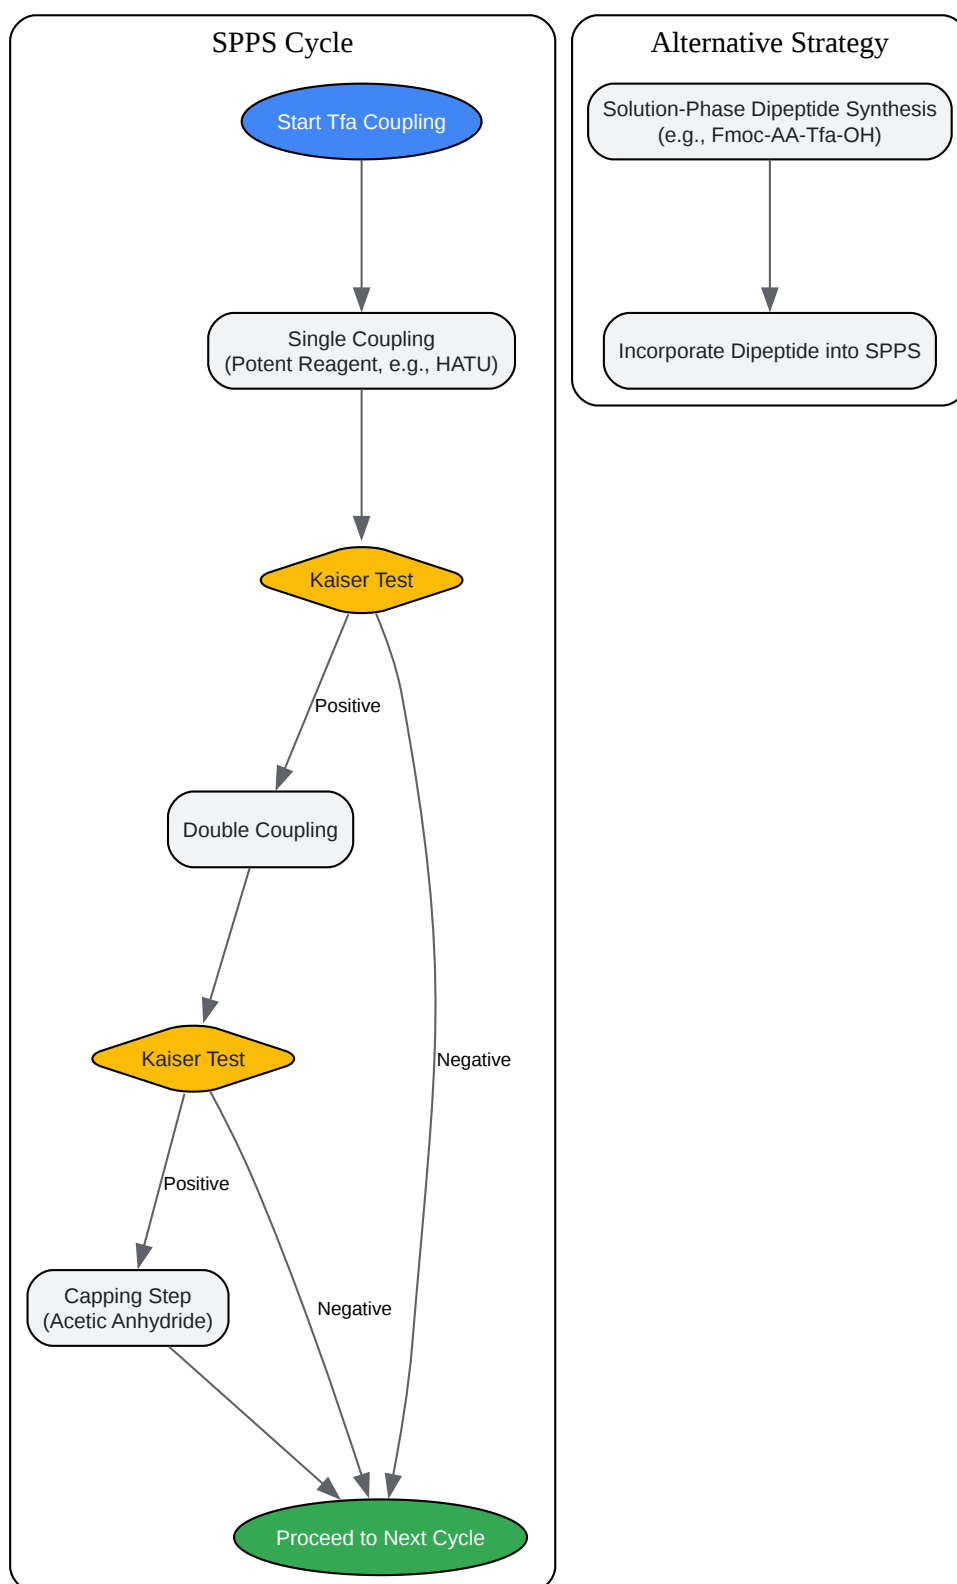 SPPS Cycle
Start Tfa Coupling
Single Coupling
(Potent Reagent, e.g., HATU)
Kaiser Test
Positive
Double Coupling
Negative
Kaiser Test
Positive
Capping Step
(Acetic Anhydride)
Negative
Proceed to Next Cycle
Alternative Strategy
Solution-Phase Dipeptide Synthesis
(e.g., Fmoc-AA-Tfa-OH)
Incorporate Dipeptide into SPPS